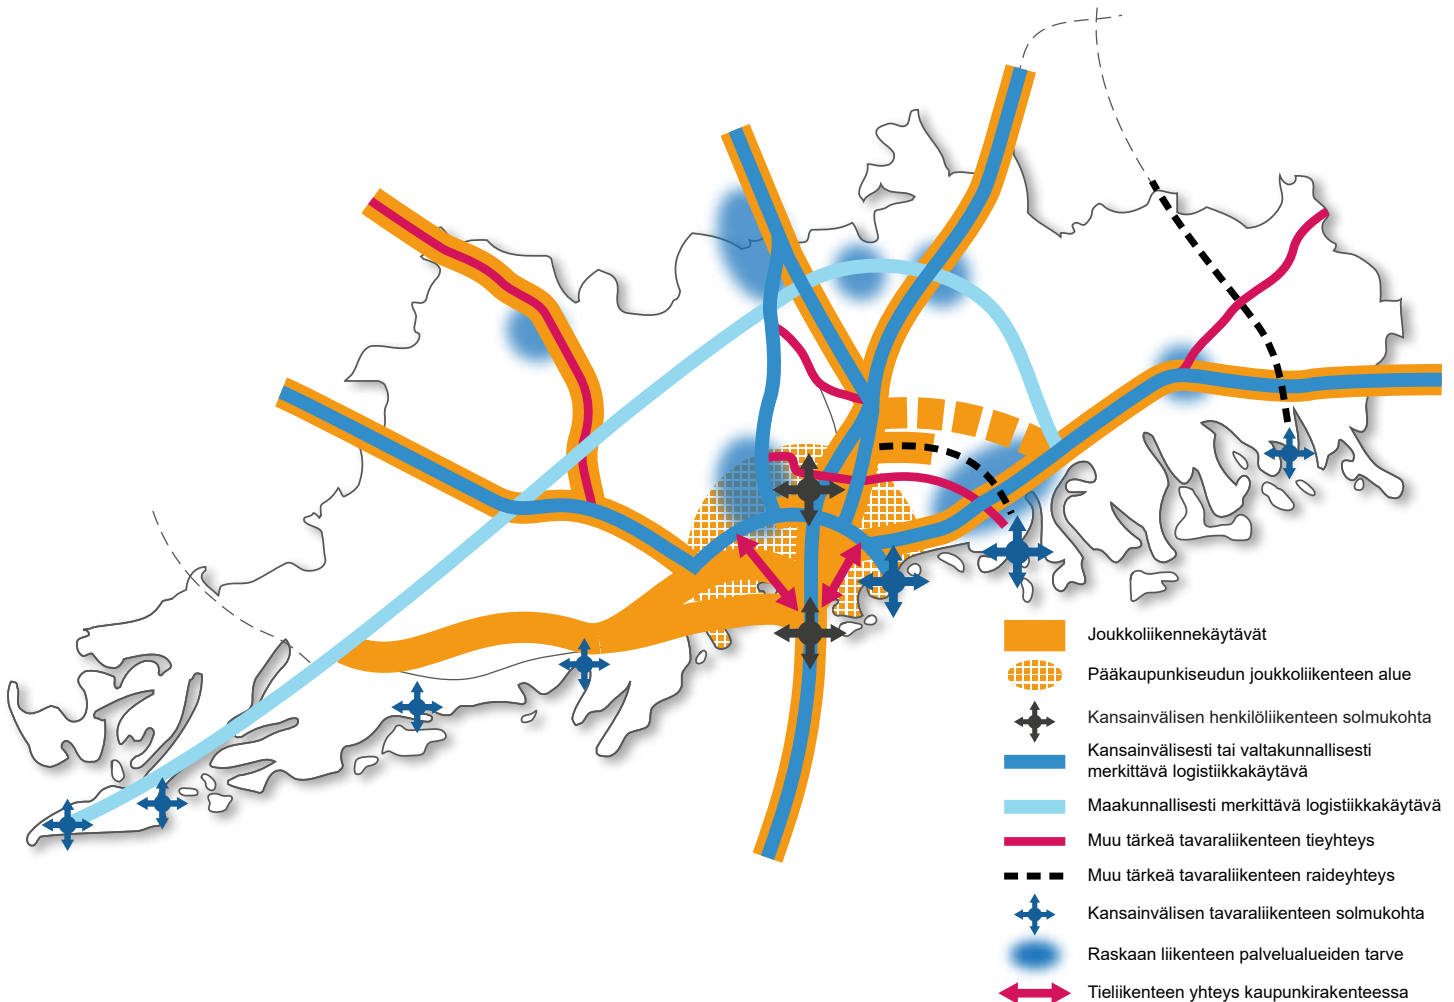 Joukkoliikennekäytävät
Pääkaupunkiseudun joukkoliikenteen alue
Kansainvälisen henkilöliikenteen solmukohta
Kansainvälisesti tai valtakunnallisesti
merkittävä logistiikkakäytävä
Maakunnallisesti merkittävä logistiikkakäytävä
Muu tärkeä tavaraliikenteen tieyhteys
Muu tärkeä tavaraliikenteen raideyhteys
Kansainvälisen tavaraliikenteen solmukohta
Raskaan liikenteen palvelualueiden tarve
Tieliikenteen yhteys kaupunkirakenteessa